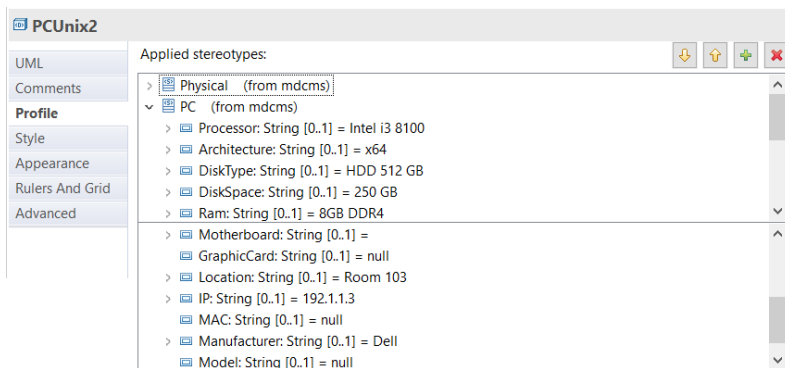 PCUnix2
UML
Comments
Profile
Style
Appearance
Rulers And Grid
Advanced
Applied stereotypes:
Physical (from mdcms)
PC (from mdcms)
Processor: String [0..1] = Intel i3 8100
Architecture: String [0..1] = x64
DiskType: String [0..1] = HDD 512 GB
DiskSpace: String [0..1] = 250 GB
Ram: String [0..1] = 8GB DDR4
Motherboard: String [0..1] =
GraphicCard: String [0..1] = null
Location: String [0..1] = Room 103
IP: String [0..1] = 192.1.1.3
MAC: String [0..1] = null
Manufacturer: String [0..1] = Dell
Model: String [0..1] = null